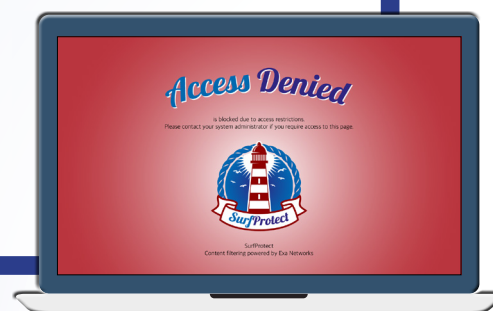 Access Denied
is blocked due to access restrictions.
Please contact your system administrator if you require access to this page.
SurfProtect
SurfProtect
Content filtering powered by Exa Networks